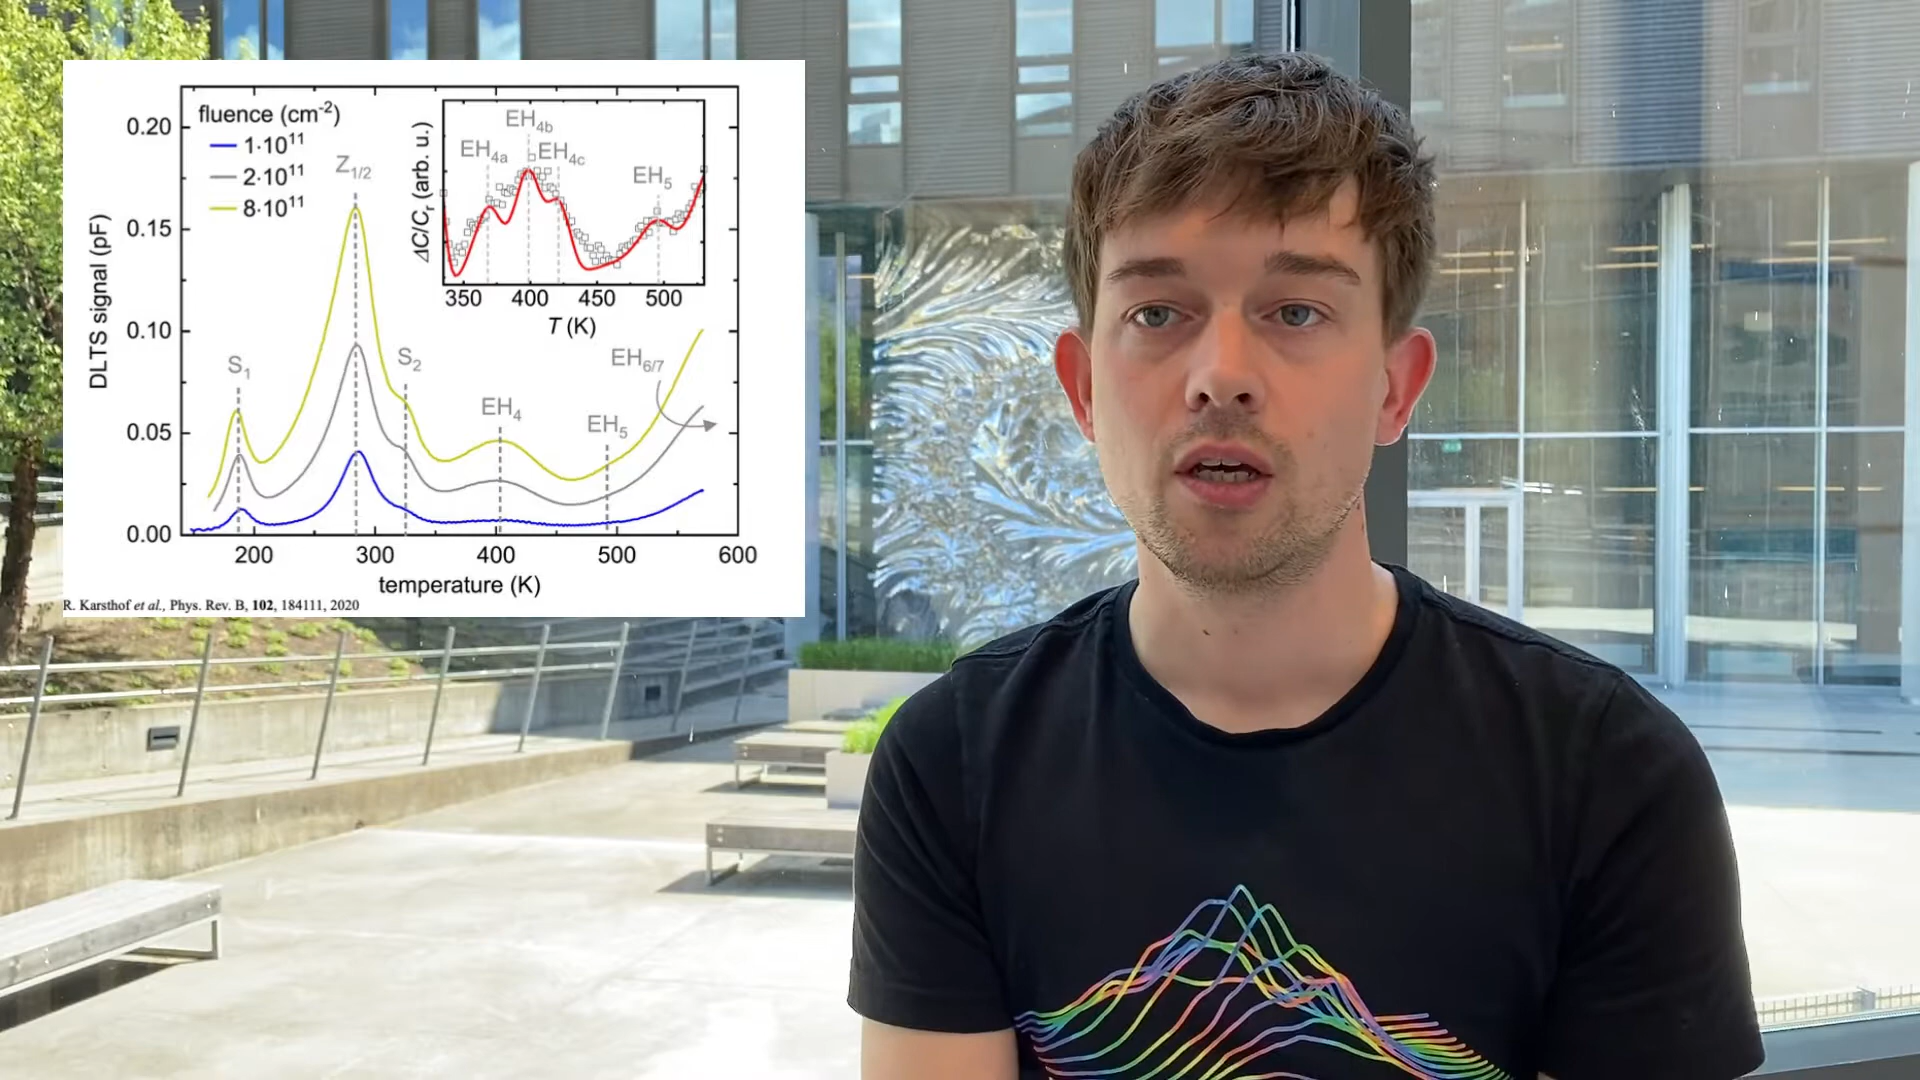 fluence (cm⁻²)
1·10¹¹
2·10¹¹
8·10¹¹
Z₁/₂
S₁
S₂
EH₄
EH₅
EH₆/₇
0.20
0.15
0.10
0.05
0.00
DLTS signal (pF)
200 300 400 500 600
temperature (K)
EH₄ₐ
EH₄b
EH₄c
EH₅
ΔC/Cᵣ (arb. u.)
350 400 450 500
T (K)
R. Karsthof et al., Phys. Rev. B, 102, 184111, 2020